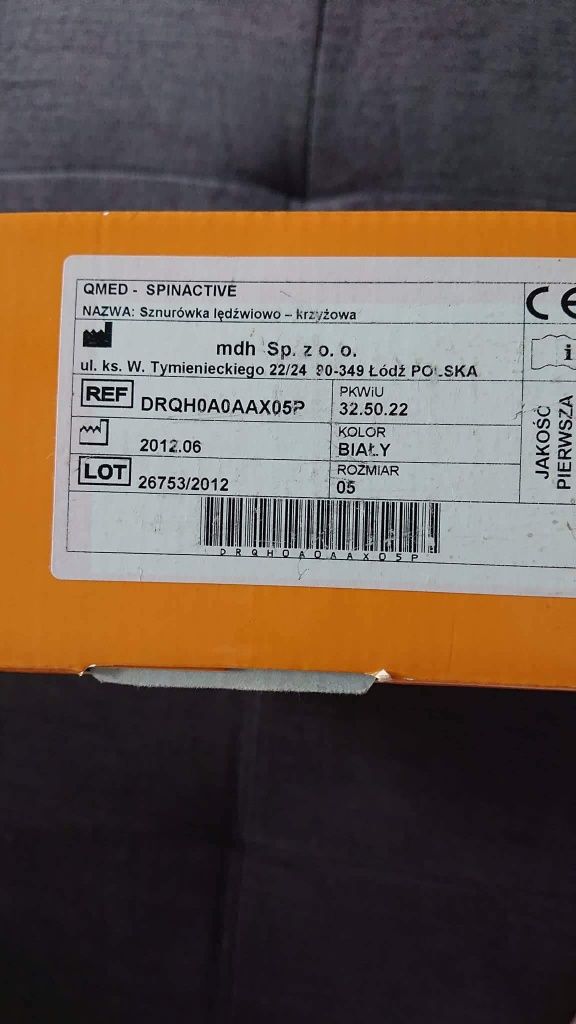 QMED - SPINACTIVE
NAZWA: Sznurówka lędźwiowo – krzyżowa
CE
mdh Sp. z o. o.
ul. ks. W. Tymienieckiego 22/24 90-349 Łódź POLSKA
i
REF DRQH0A0AAX05P
PKWiU
32.50.22
2012.06
KOLOR
BIAŁY
LOT 26753/2012
ROZMIAR
05
JAKOŚĆ
PIERWSZA
DRQH0A0AAX05P